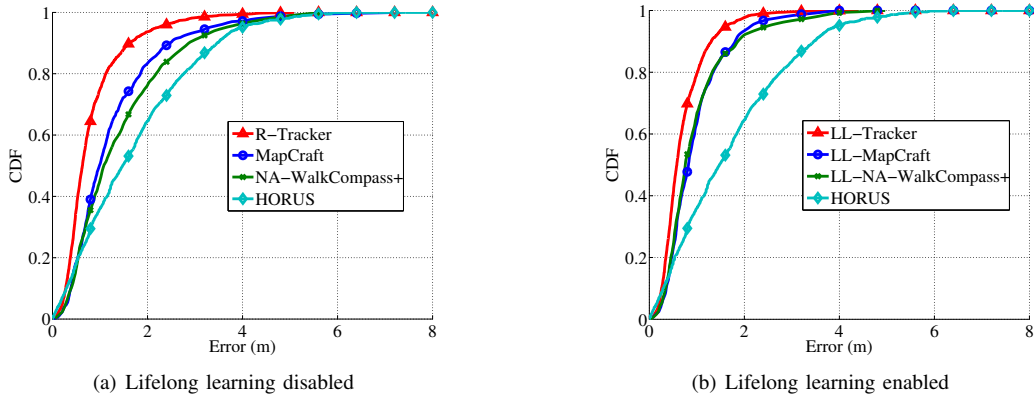 1
0.8
0.6
0.4
0.2
0
CDF
0 2 4 6 8
Error (m)
R−Tracker
MapCraft
NA−WalkCompass+
HORUS
(a) Lifelong learning disabled
1
0.8
0.6
0.4
0.2
0
CDF
0 2 4 6 8
Error (m)
LL−Tracker
LL−MapCraft
LL−NA−WalkCompass+
HORUS
(b) Lifelong learning enabled